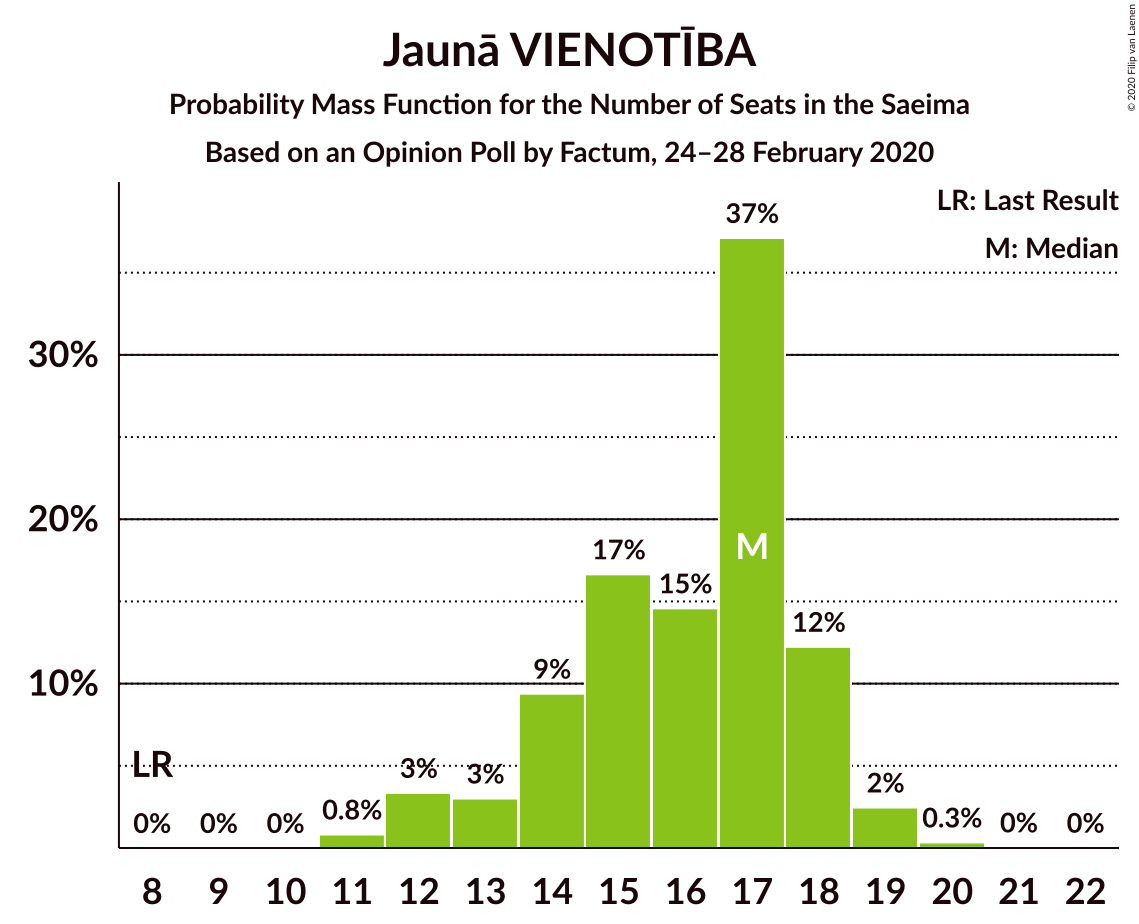 Jaunā VIENOTĪBA
Probability Mass Function for the Number of Seats in the Saeima
Based on an Opinion Poll by Factum, 24–28 February 2020
© 2020 Filip van Laenen
LR: Last Result
M: Median
37%
30%
20%
M
17%
15%
12%
9%
10%
LR
3%
3%
2%
0%
0%
0%
0.8%
0.3%
0%
0%
8 9 10 11 12 13 14 15 16 17 18 19 20 21 22